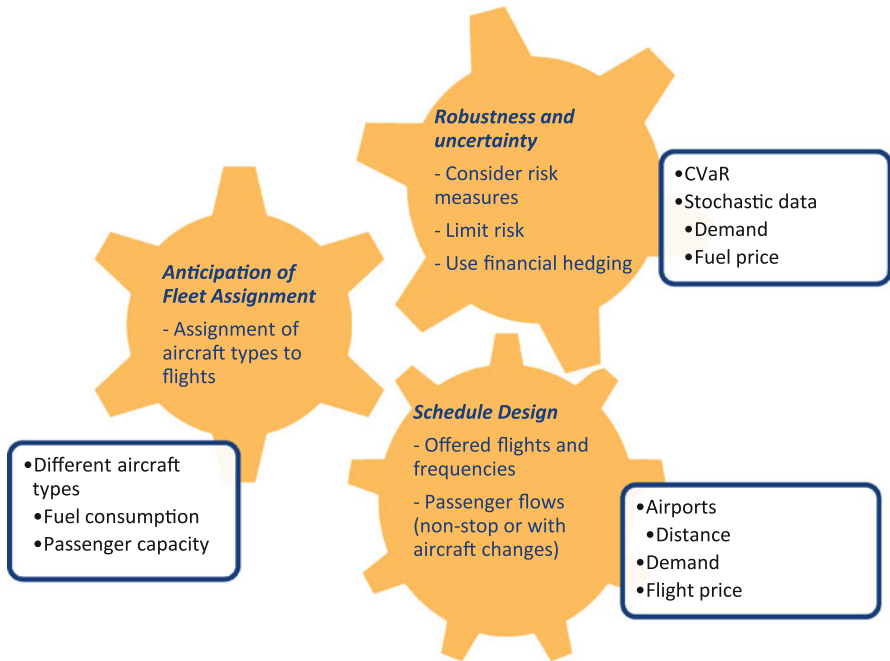 Robustness and
uncertainty
- Consider risk
measures
- Limit risk
- Use financial hedging
•CVaR
•Stochastic data
•Demand
•Fuel price
Anticipation of
Fleet Assignment
- Assignment of
aircraft types to
flights
•Different aircraft
types
•Fuel consumption
•Passenger capacity
Schedule Design
- Offered flights and
frequencies
- Passenger flows
(non-stop or with
aircraft changes)
•Airports
•Distance
•Demand
•Flight price